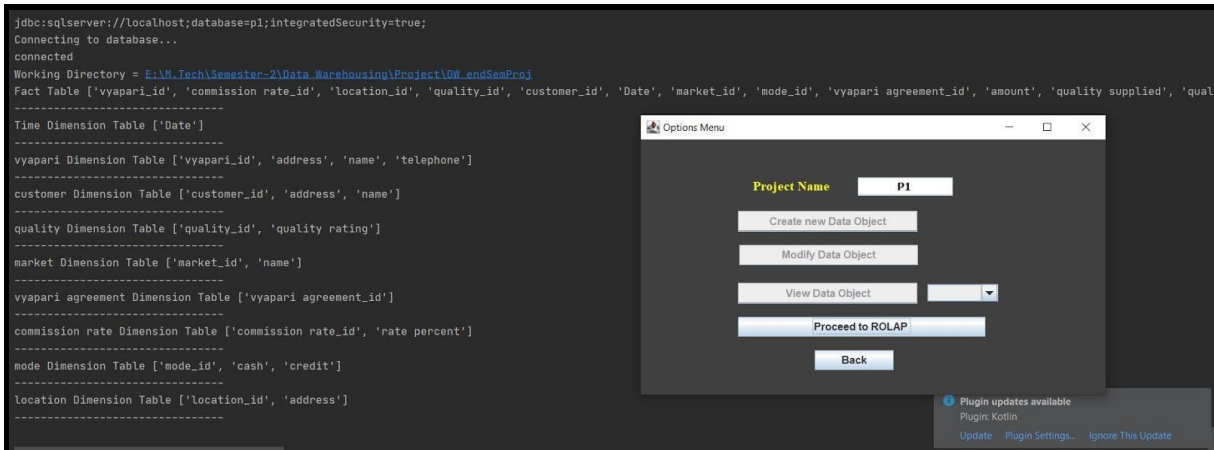 jdbc:sqlserver://localhost;database=p1;integratedSecurity=true;
Connecting to database...
connected
Working Directory = E:\M.Tech\Semester-2\Data Warehousing\Project\DW_endSemProj
Fact Table ['vyapari_id', 'commission rate_id', 'location_id', 'quality_id', 'customer_id', 'Date', 'market_id', 'mode_id', 'vyapari agreement_id', 'amount', 'quality supplied', 'qual
--------------------------------
Time Dimension Table ['Date']
--------------------------------
vyapari Dimension Table ['vyapari_id', 'address', 'name', 'telephone']
--------------------------------
customer Dimension Table ['customer_id', 'address', 'name']
--------------------------------
quality Dimension Table ['quality_id', 'quality rating']
--------------------------------
market Dimension Table ['market_id', 'name']
--------------------------------
vyapari agreement Dimension Table ['vyapari agreement_id']
--------------------------------
commission rate Dimension Table ['commission rate_id', 'rate percent']
--------------------------------
mode Dimension Table ['mode_id', 'cash', 'credit']
--------------------------------
location Dimension Table ['location_id', 'address']
--------------------------------
Options Menu
Project Name P1
Create new Data Object
Modify Data Object
View Data Object
Proceed to ROLAP
Back
Plugin updates available
Plugin: Kotlin
Update Plugin Settings... Ignore This Update